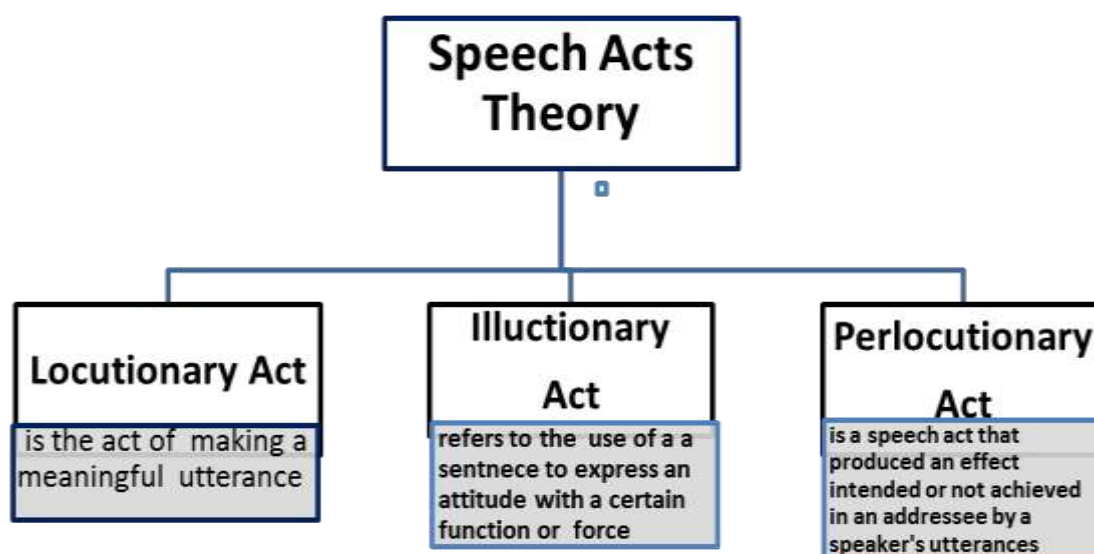 Speech Acts
Theory
Locutionary Act
is the act of making a
meaningful utterance
Illuctionary
Act
refers to the use of a a
sentnece to express an
attitude with a certain
function or force
Perlocutionary
Act
is a speech act that
produced an effect
intended or not achieved
in an addressee by a
speaker's utterances